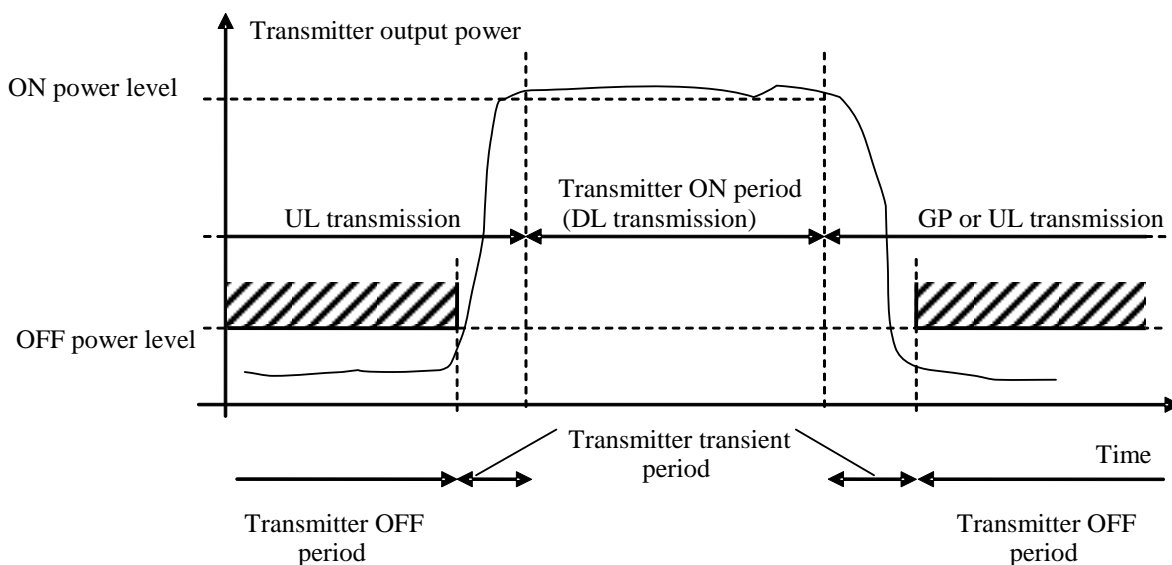 Transmitter output power
ON power level
Transmitter ON period
(DL transmission)
UL transmission
GP or UL transmission
OFF power level
Transmitter transient
period
Time
Transmitter OFF
period
Transmitter OFF
period